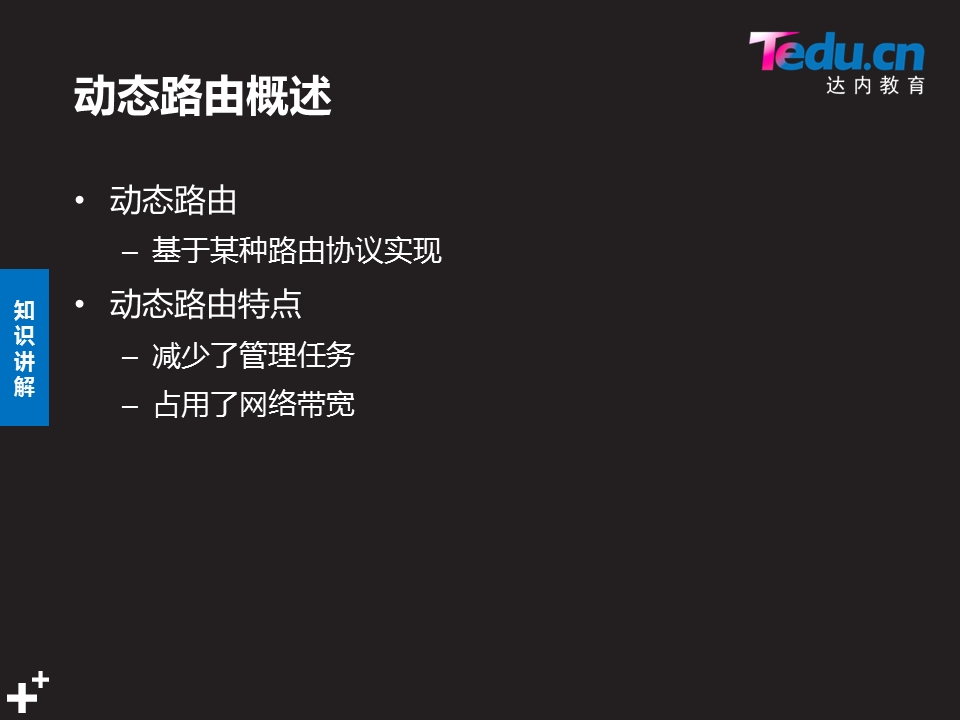 Tedu.cn
达内教育
动态路由概述
• 动态路由
– 基于某种路由协议实现
• 动态路由特点
– 减少了管理任务
– 占用了网络带宽
知识讲解